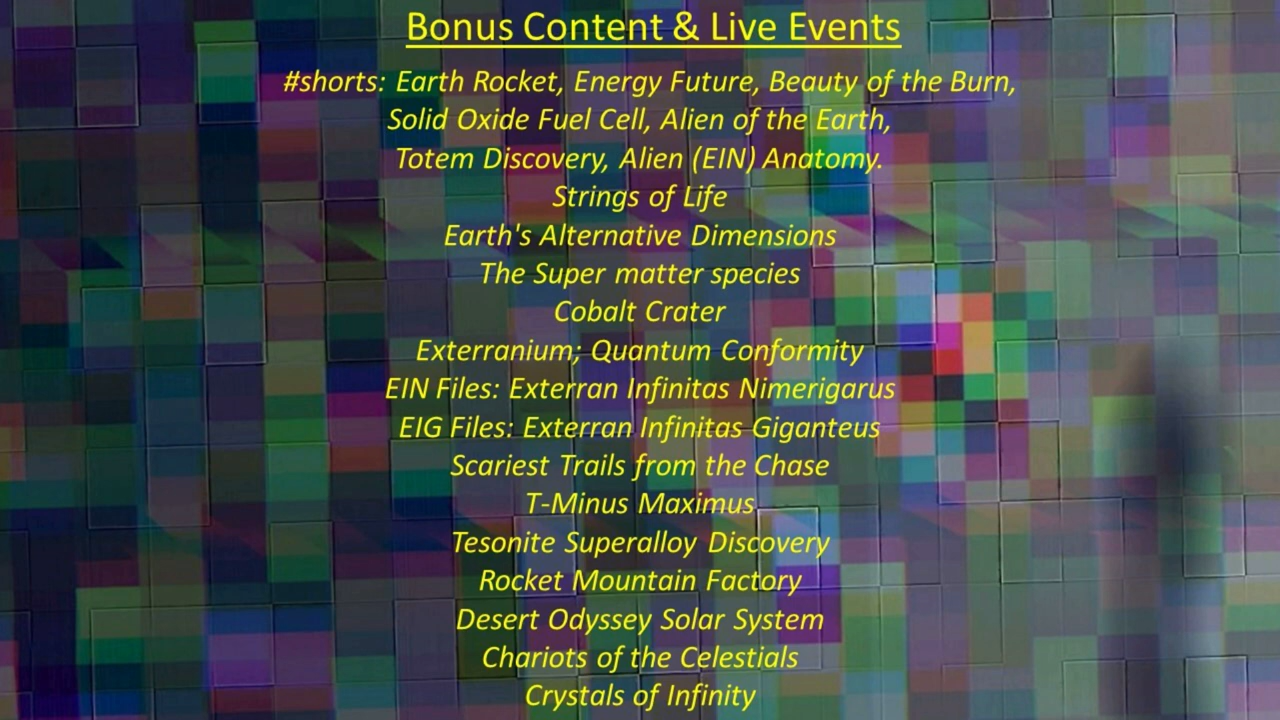 Bonus Content & Live Events
#shorts: Earth Rocket, Energy Future, Beauty of the Burn,
Solid Oxide Fuel Cell, Alien of the Earth,
Totem Discovery, Alien (EIN) Anatomy.
Strings of Life
Earth's Alternative Dimensions
The Super matter species
Cobalt Crater
Exterranium; Quantum Conformity
EIN Files: Exterran Infinitas Nimerigarus
EIG Files: Exterran Infinitas Giganteus
Scariest Trails from the Chase
T-Minus Maximus
Tesonite Superalloy Discovery
Rocket Mountain Factory
Desert Odyssey Solar System
Chariots of the Celestials
Crystals of Infinity